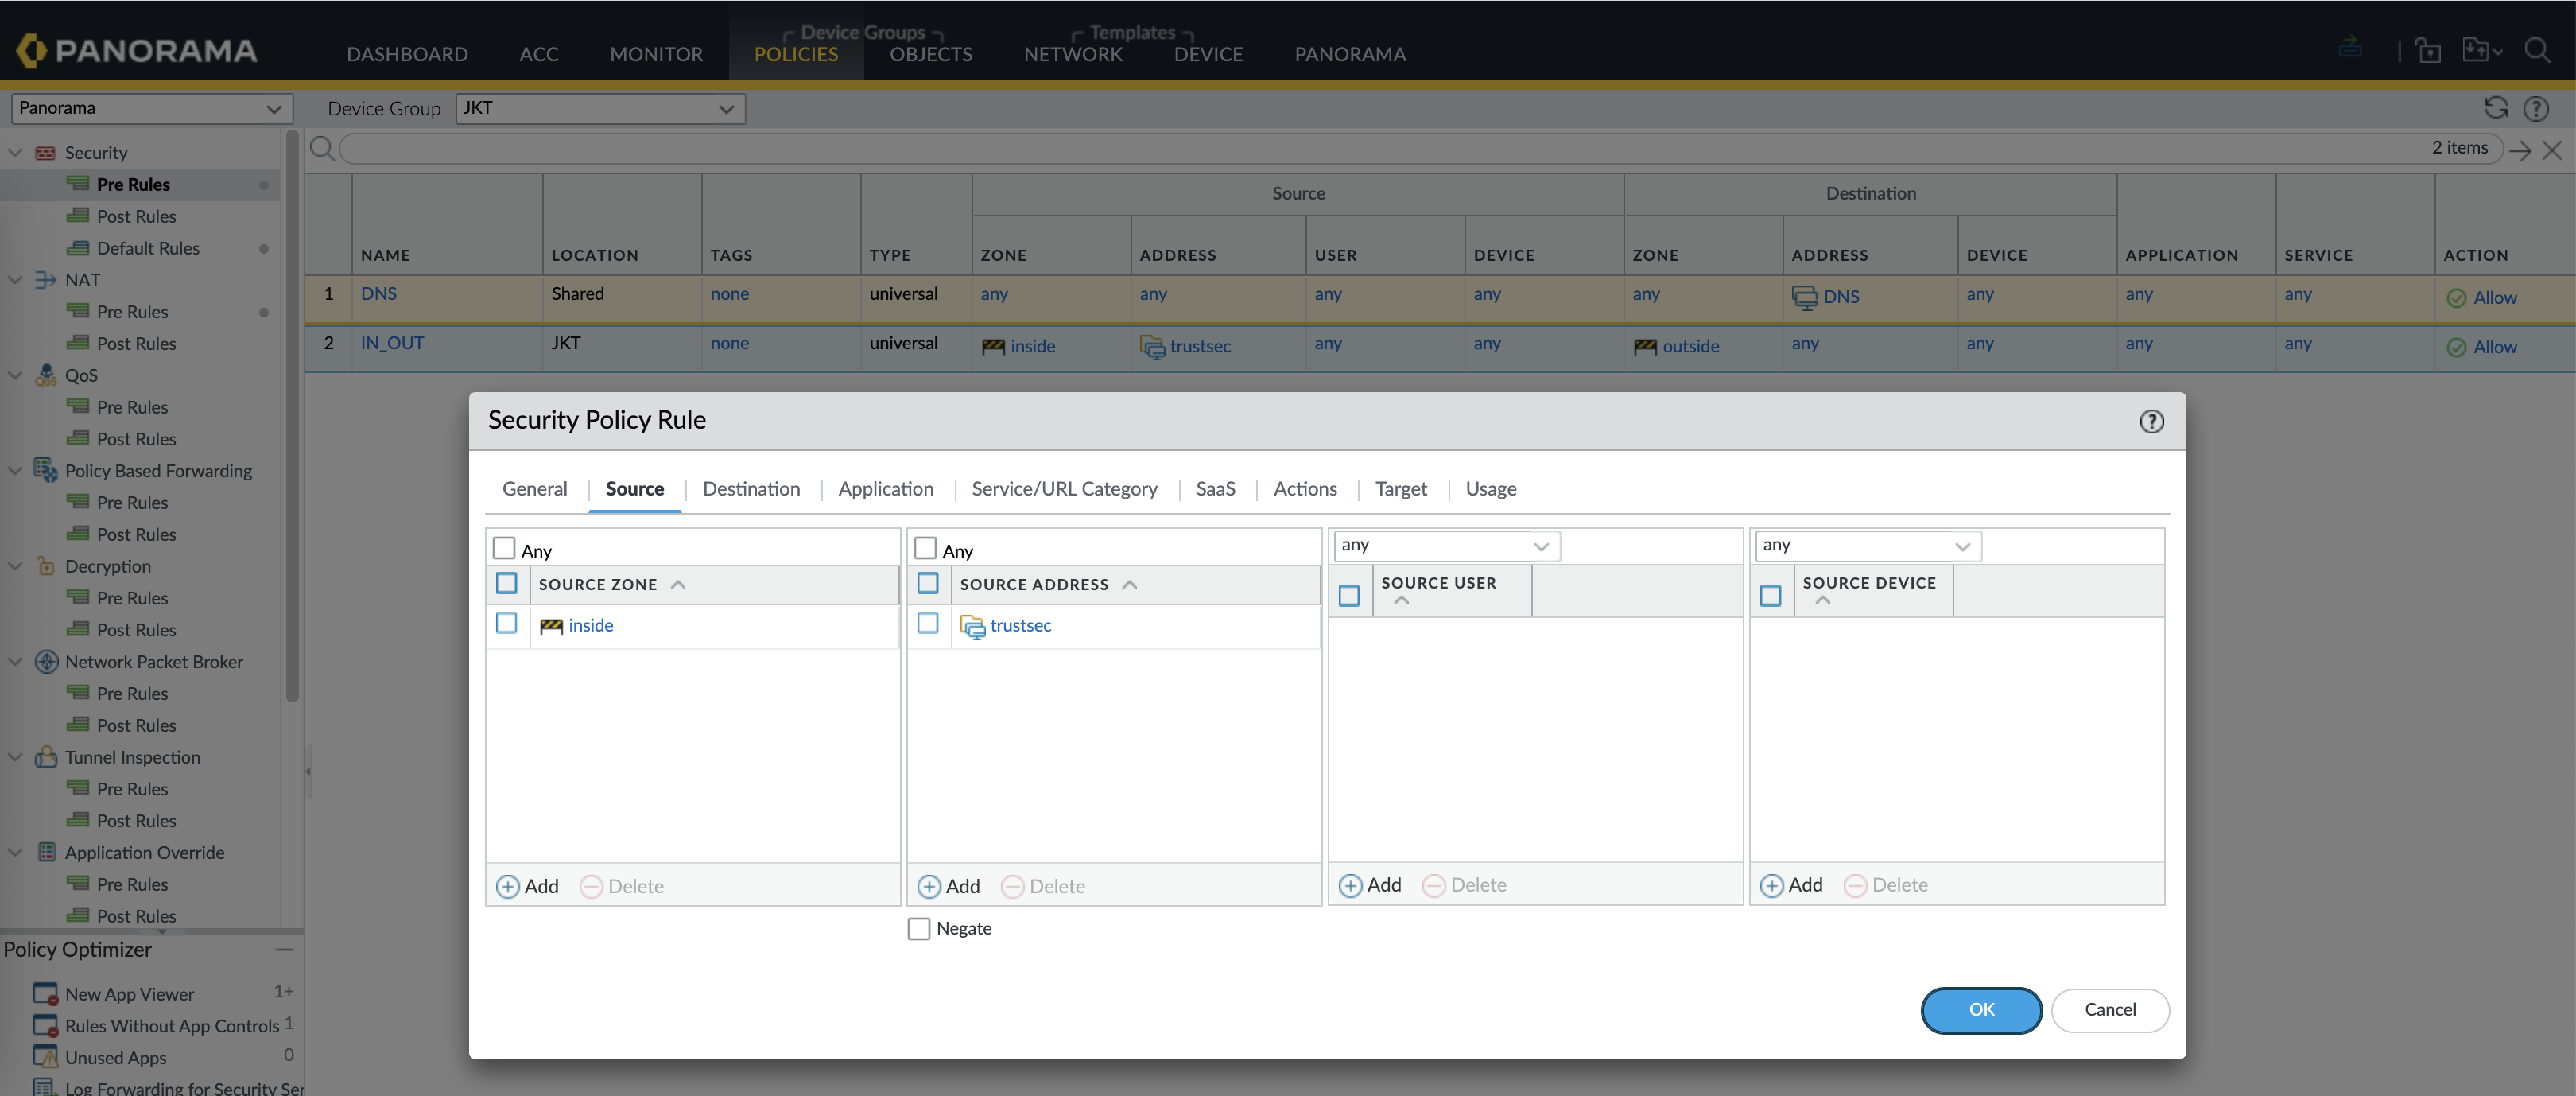 Device Groups Templates
PANORAMA DASHBOARD ACC MONITOR POLICIES OBJECTS NETWORK DEVICE PANORAMA
Panorama Device Group JKT
2 items
Security
Pre Rules
Post Rules
Default Rules
NAT
Pre Rules
Post Rules
QoS
Pre Rules
Post Rules
Policy Based Forwarding
Pre Rules
Post Rules
Decryption
Pre Rules
Post Rules
Network Packet Broker
Pre Rules
Post Rules
Tunnel Inspection
Pre Rules
Post Rules
Application Override
Pre Rules
Post Rules
Policy Optimizer
New App Viewer 1+
Rules Without App Controls 1
Unused Apps 0
Log Forwarding for Security Ser
Source Destination
NAME LOCATION TAGS TYPE ZONE ADDRESS USER DEVICE ZONE ADDRESS DEVICE APPLICATION SERVICE ACTION
1 DNS Shared none universal any any any any any DNS any any any Allow
2 IN_OUT JKT none universal inside trustsec any any outside any any any any Allow
Security Policy Rule ?
General Source Destination Application Service/URL Category SaaS Actions Target Usage
Any Any any any
SOURCE ZONE SOURCE ADDRESS SOURCE USER SOURCE DEVICE
inside trustsec
Add Delete Add Delete Add Delete Add Delete
Negate
OK Cancel